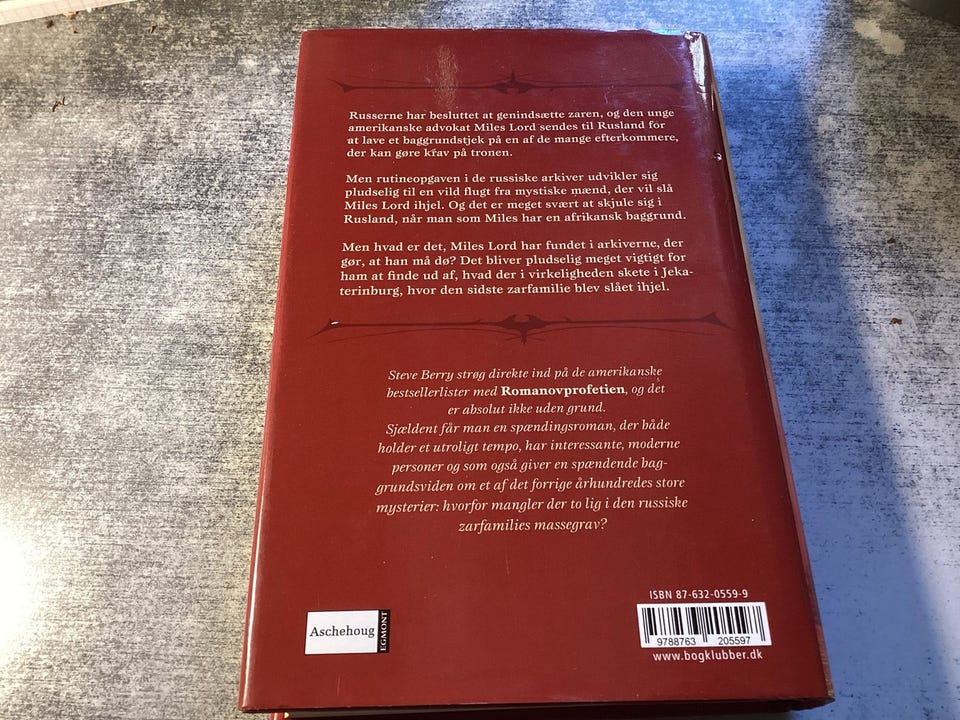 Russerne har besluttet at genindsætte zaren, og den unge
amerikanske advokat Miles Lord sendes til Rusland for
at lave et baggrundstjek på en af de mange efterkommere,
der kan gøre krav på tronen.
Men rutineopgaven i de russiske arkiver udvikler sig
pludselig til en vild flugt fra mystiske mænd, der vil slå
Miles Lord ihjel. Og det er meget svært at skjule sig i
Rusland, når man som Miles har en afrikansk baggrund.
Men hvad er det, Miles Lord har fundet i arkiverne, der
gør, at han må dø? Det bliver pludselig meget vigtigt for
ham at finde ud af, hvad der i virkeligheden skete i Jeka-
terinburg, hvor den sidste zarfamilie blev slået ihjel.
Steve Berry strøg direkte ind på de amerikanske
bestsellerlister med Romanovprofetien, og det
er absolut ikke uden grund.
Sjældent får man en spændingsroman, der både
holder et utroligt tempo, har interessante, moderne
personer og som også giver en spændende bag-
grundsviden om et af det forrige århundredes store
mysterier: hvorfor mangler der to lig i den russiske
zarfamilies massegrav?
ISBN 87-632-0559-9
9788763 205597
www.bogklubber.dk
Aschehoug
EGMONT